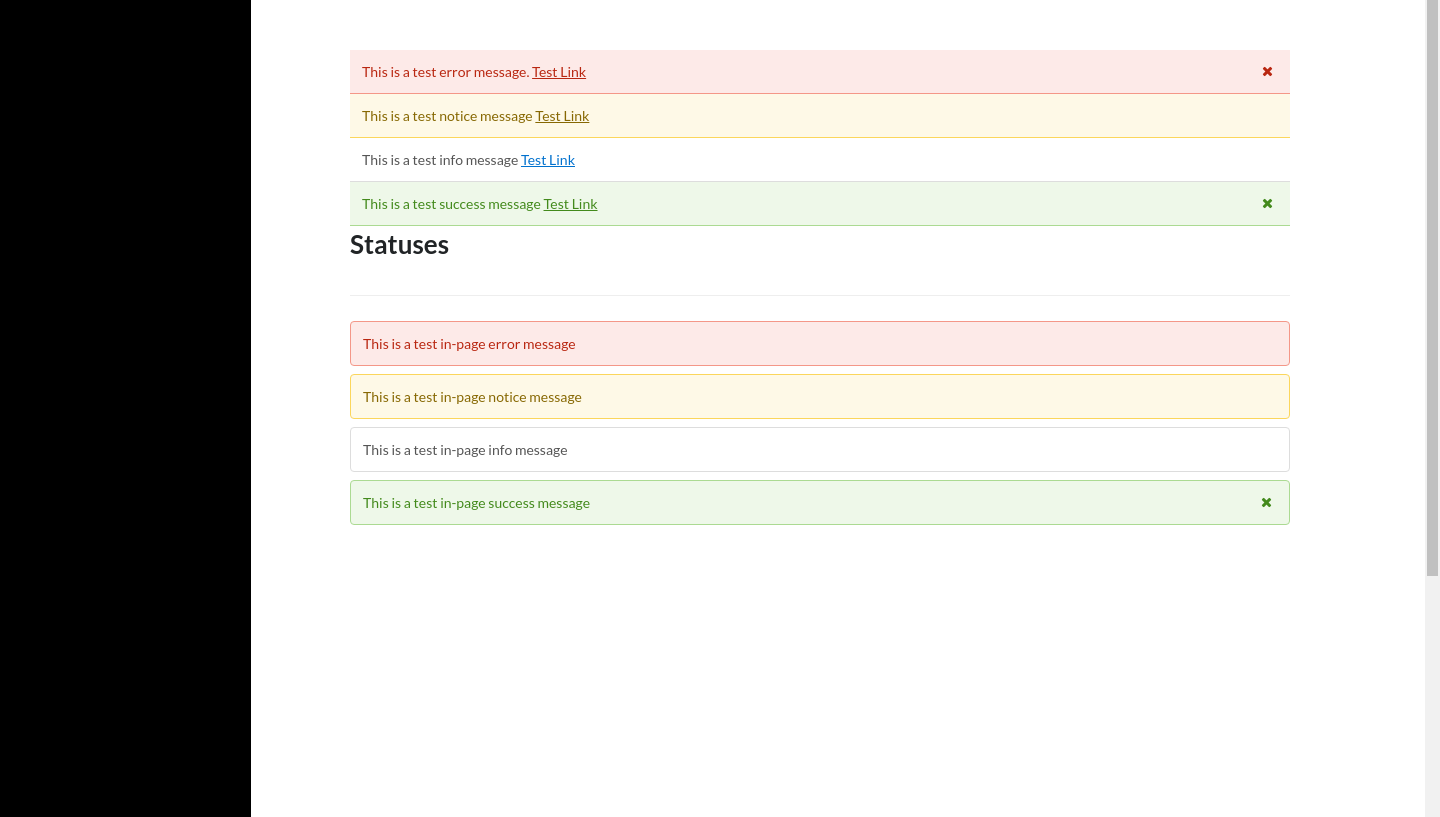 This is a test error message. Test Link
This is a test notice message Test Link
This is a test info message Test Link
This is a test success message Test Link
Statuses
This is a test in-page error message
This is a test in-page notice message
This is a test in-page info message
This is a test in-page success message